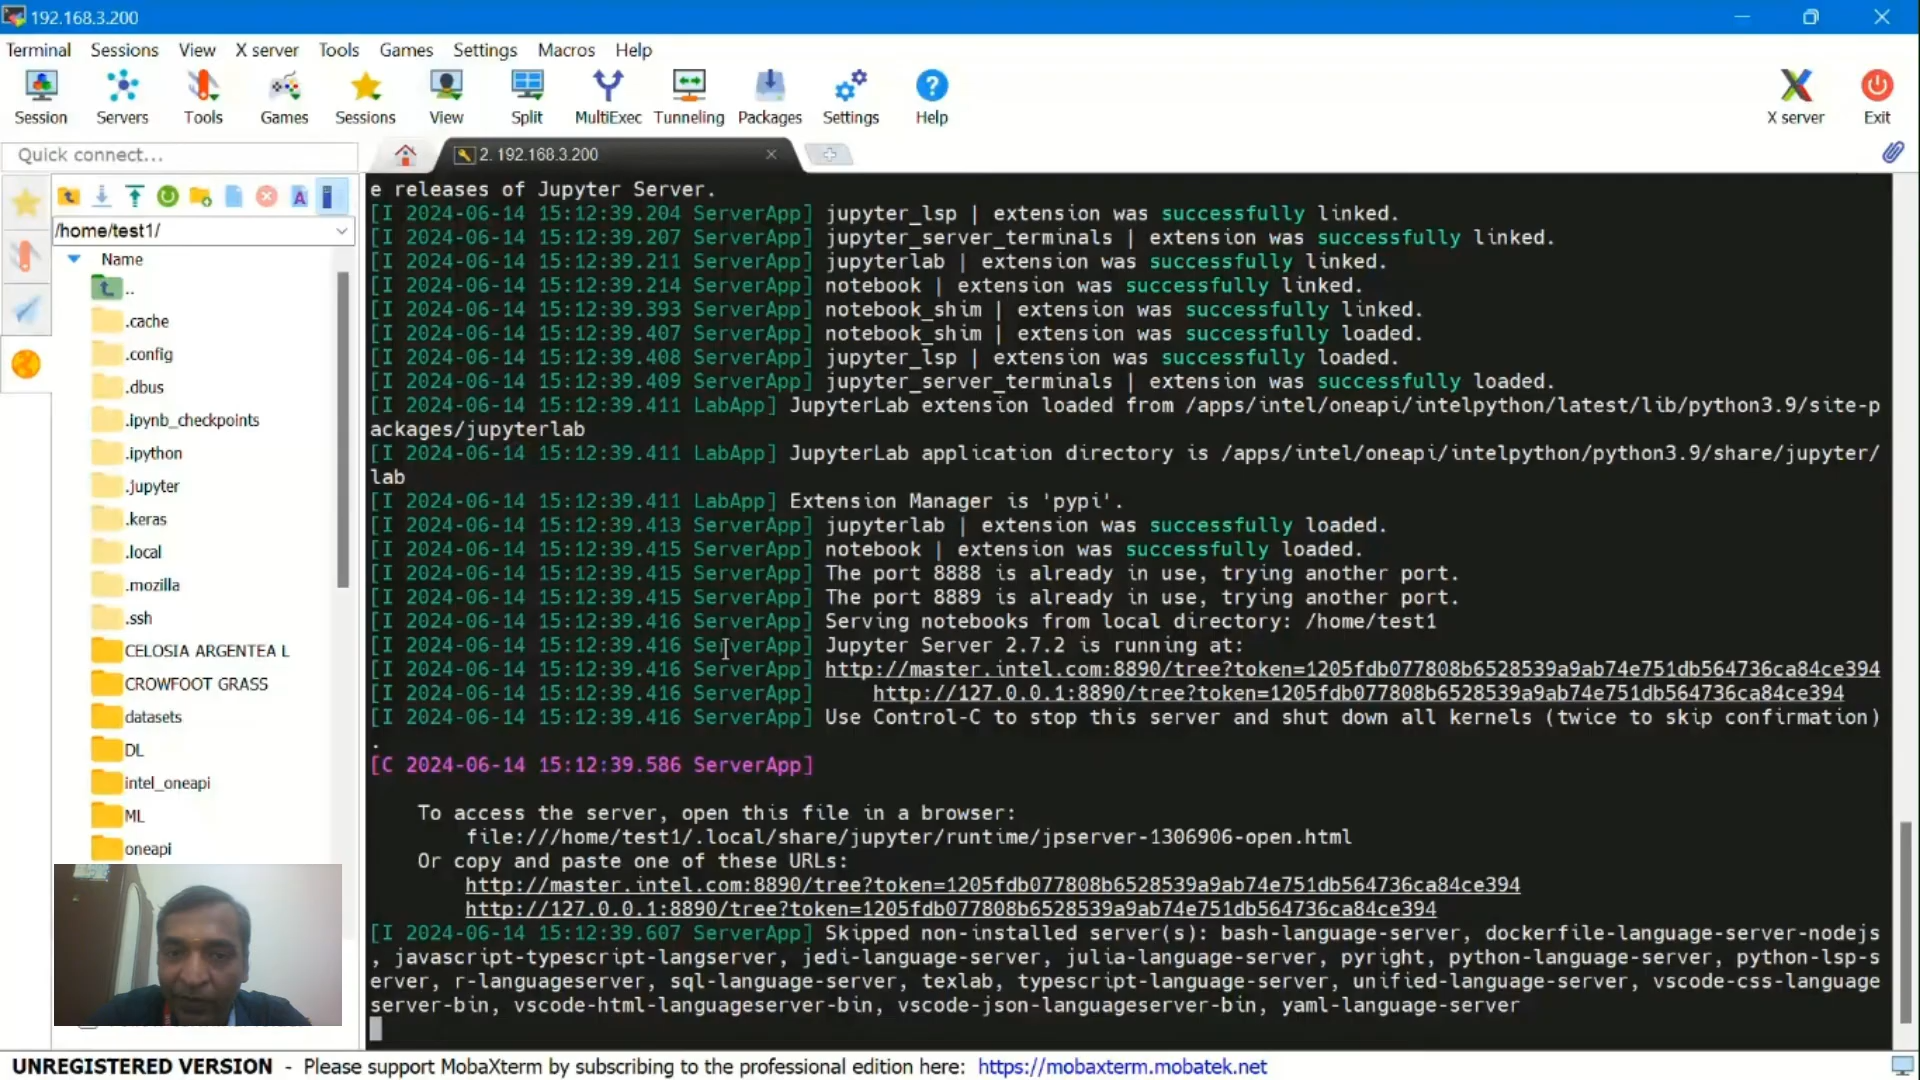 192.168.3.200
Terminal Sessions View X server Tools Games Settings Macros Help
Session Servers Tools Games Sessions View Split MultiExec Tunneling Packages Settings Help X server Exit
Quick connect...
2. 192.168.3.200
/home/test1/
Name
..
.cache
.config
.dbus
.ipynb_checkpoints
.ipython
.jupyter
.keras
.local
.mozilla
.ssh
CELOSIA ARGENTEA L
CROWFOOT GRASS
datasets
DL
intel_oneapi
ML
oneapi
e releases of Jupyter Server.
[I 2024-06-14 15:12:39.204 ServerApp] jupyter_lsp | extension was successfully linked.
[I 2024-06-14 15:12:39.207 ServerApp] jupyter_server_terminals | extension was successfully linked.
[I 2024-06-14 15:12:39.211 ServerApp] jupyterlab | extension was successfully linked.
[I 2024-06-14 15:12:39.214 ServerApp] notebook | extension was successfully linked.
[I 2024-06-14 15:12:39.393 ServerApp] notebook_shim | extension was successfully linked.
[I 2024-06-14 15:12:39.407 ServerApp] notebook_shim | extension was successfully loaded.
[I 2024-06-14 15:12:39.408 ServerApp] jupyter_lsp | extension was successfully loaded.
[I 2024-06-14 15:12:39.409 ServerApp] jupyter_server_terminals | extension was successfully loaded.
[I 2024-06-14 15:12:39.411 LabApp] JupyterLab extension loaded from /apps/intel/oneapi/intelpython/latest/lib/python3.9/site-p
ackages/jupyterlab
[I 2024-06-14 15:12:39.411 LabApp] JupyterLab application directory is /apps/intel/oneapi/intelpython/python3.9/share/jupyter/
lab
[I 2024-06-14 15:12:39.411 LabApp] Extension Manager is 'pypi'.
[I 2024-06-14 15:12:39.413 ServerApp] jupyterlab | extension was successfully loaded.
[I 2024-06-14 15:12:39.415 ServerApp] notebook | extension was successfully loaded.
[I 2024-06-14 15:12:39.415 ServerApp] The port 8888 is already in use, trying another port.
[I 2024-06-14 15:12:39.415 ServerApp] The port 8889 is already in use, trying another port.
[I 2024-06-14 15:12:39.416 ServerApp] Serving notebooks from local directory: /home/test1
[I 2024-06-14 15:12:39.416 ServerApp] Jupyter Server 2.7.2 is running at:
[I 2024-06-14 15:12:39.416 ServerApp] http://master.intel.com:8890/tree?token=1205fdb077808b6528539a9ab74e751db564736ca84ce394
[I 2024-06-14 15:12:39.416 ServerApp] http://127.0.0.1:8890/tree?token=1205fdb077808b6528539a9ab74e751db564736ca84ce394
[I 2024-06-14 15:12:39.416 ServerApp] Use Control-C to stop this server and shut down all kernels (twice to skip confirmation)
.
[C 2024-06-14 15:12:39.586 ServerApp]
To access the server, open this file in a browser:
file:///home/test1/.local/share/jupyter/runtime/jpserver-1306906-open.html
Or copy and paste one of these URLs:
http://master.intel.com:8890/tree?token=1205fdb077808b6528539a9ab74e751db564736ca84ce394
http://127.0.0.1:8890/tree?token=1205fdb077808b6528539a9ab74e751db564736ca84ce394
[I 2024-06-14 15:12:39.607 ServerApp] Skipped non-installed server(s): bash-language-server, dockerfile-language-server-nodejs
, javascript-typescript-langserver, jedi-language-server, julia-language-server, pyright, python-language-server, python-lsp-s
erver, r-languageserver, sql-language-server, texlab, typescript-language-server, unified-language-server, vscode-css-language
server-bin, vscode-html-languageserver-bin, vscode-json-languageserver-bin, yaml-language-server
UNREGISTERED VERSION - Please support MobaXterm by subscribing to the professional edition here: https://mobaxterm.mobatek.net